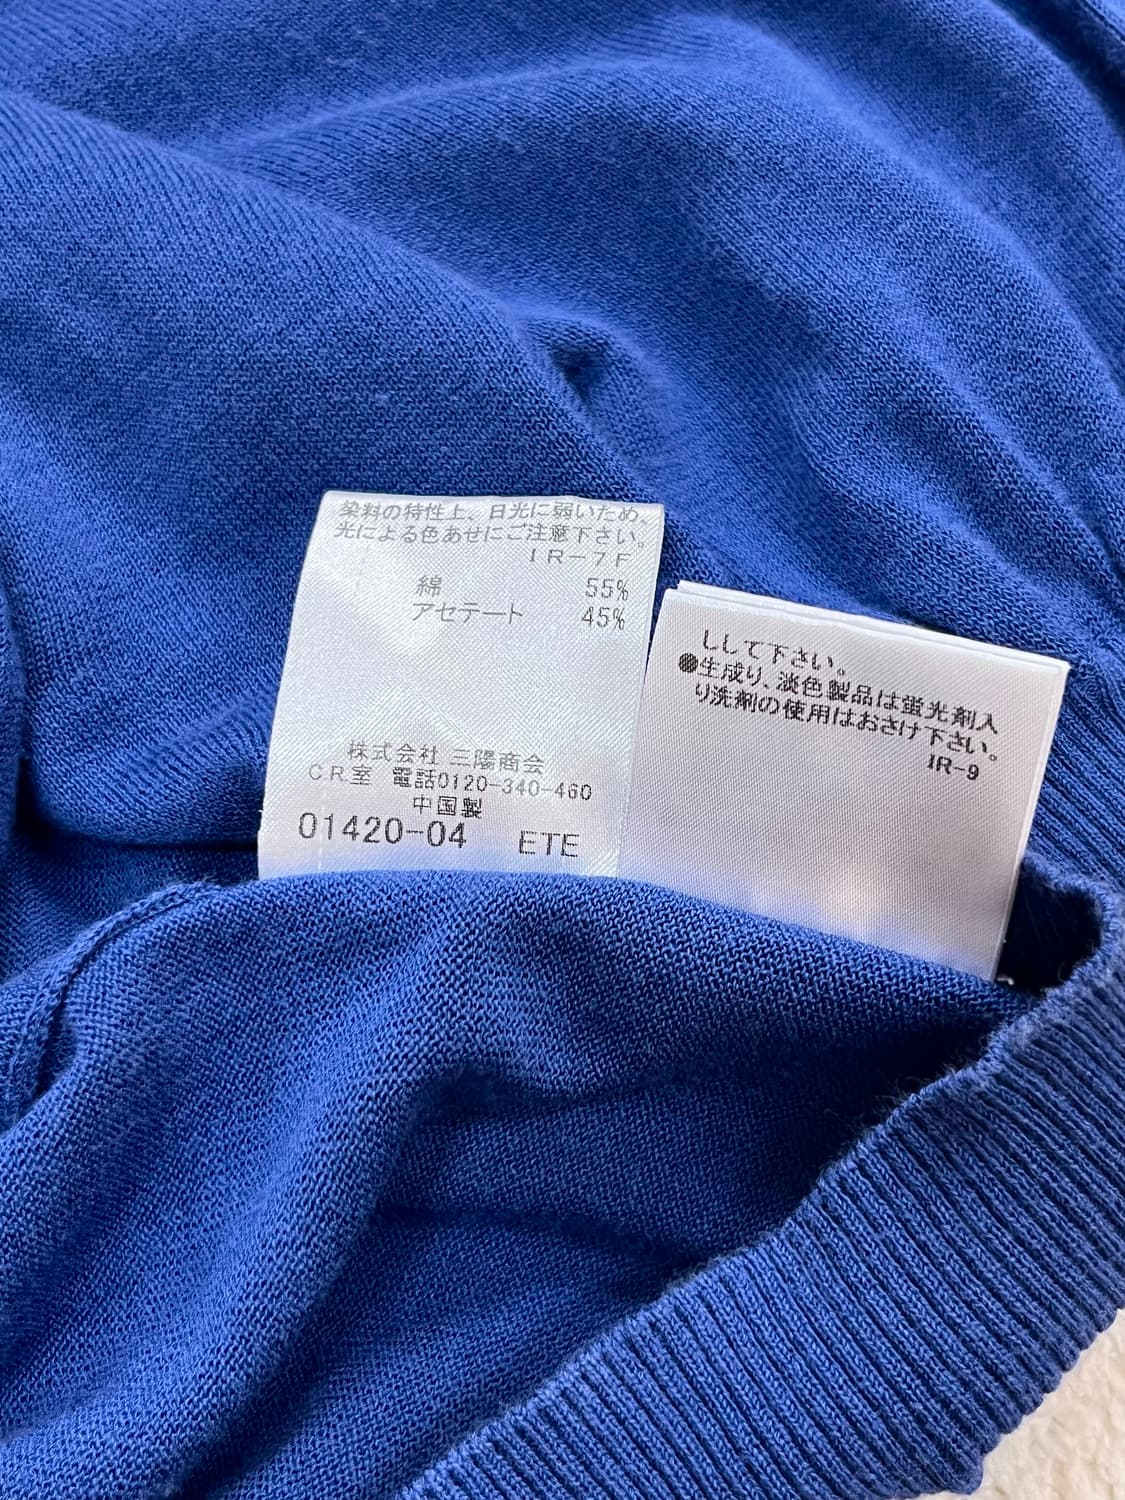 染料の特性上、日光に弱いため、
光による色あせにご注意下さい。
IR-7F
綿 55%
アセテート 45%
株式会社 三陽商会
C.R.室 電話0120-340-460
中国製
01420-04 ETE
しして下さい。
●生成り、淡色製品は蛍光剤入
り洗剤の使用はおさけ下さい。
IR-9